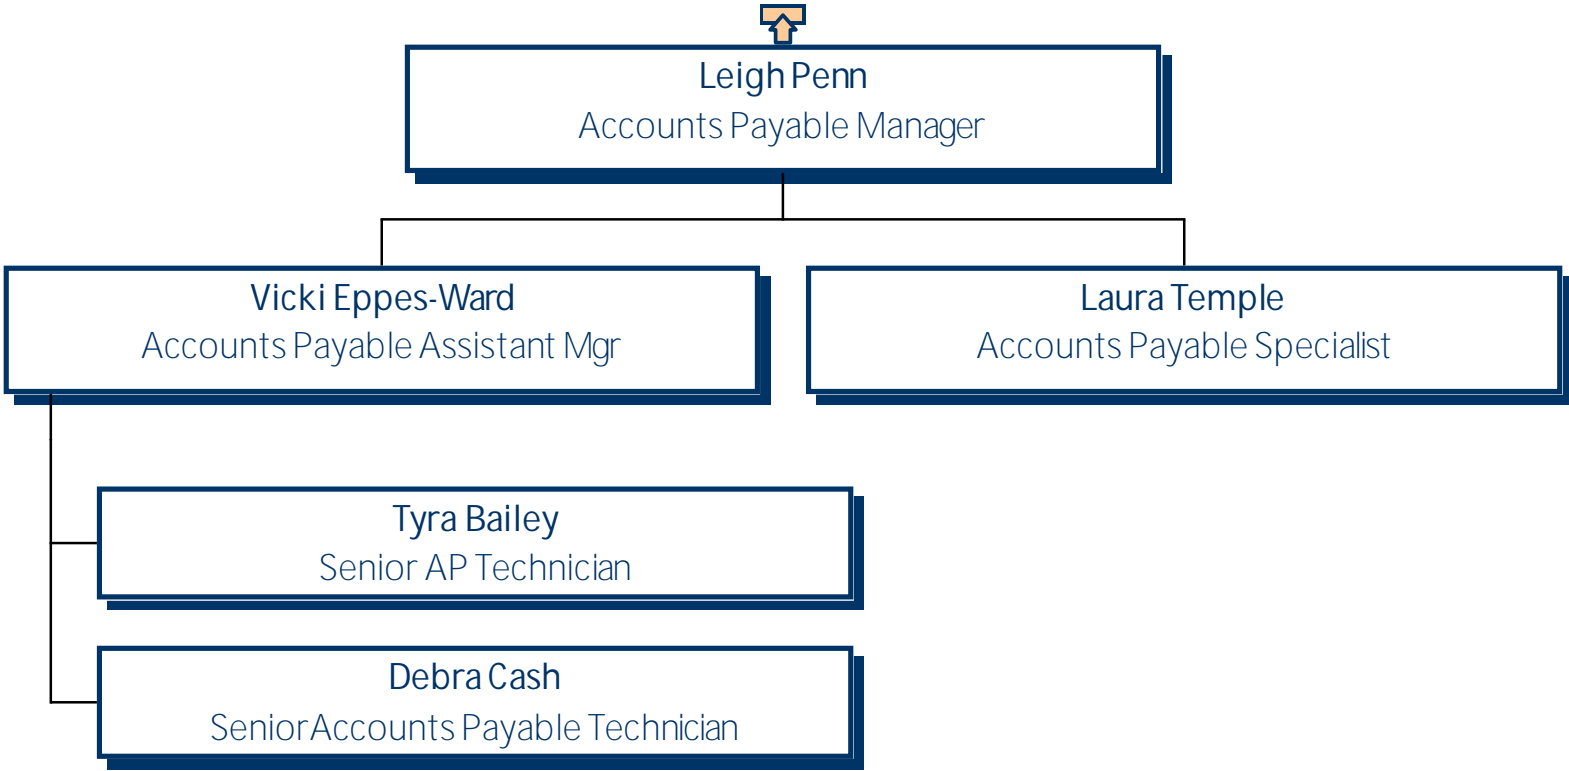 Leigh Penn
Accounts Payable Manager
Vicki Eppes-Ward
Accounts Payable Assistant Mgr
Laura Temple
Accounts Payable Specialist
Tyra Bailey
Senior AP Technician
Debra Cash
Senior Accounts Payable Technician